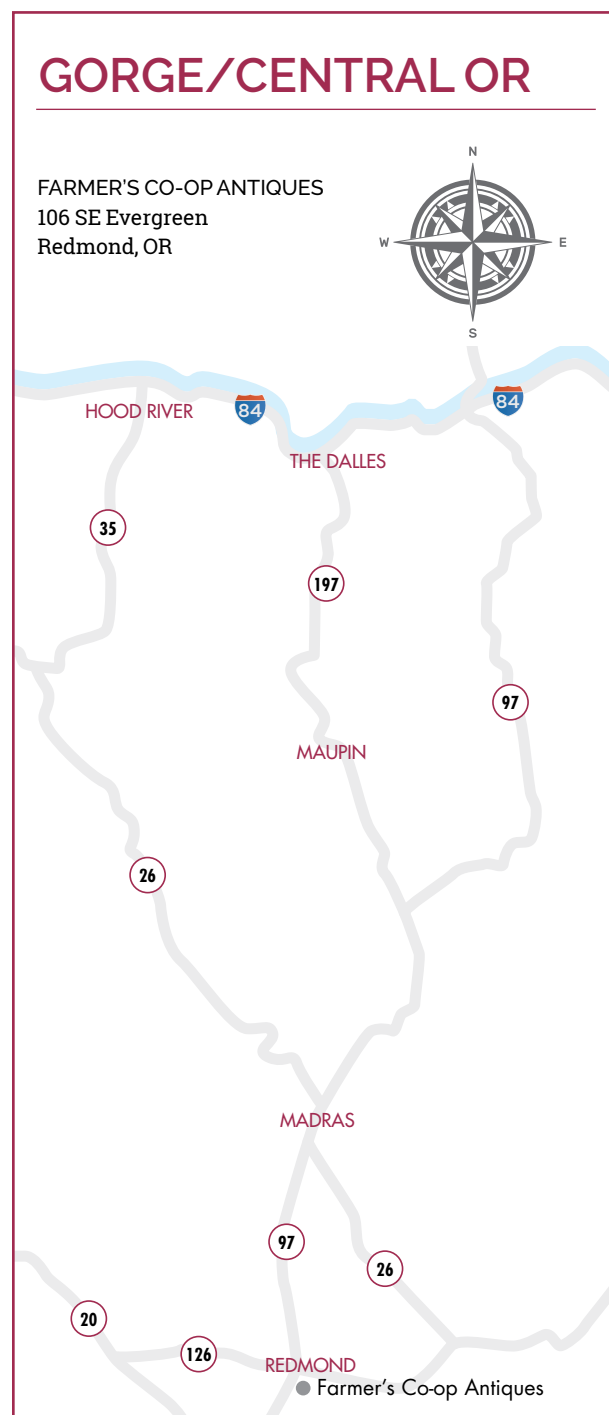 GORGE/CENTRAL OR
FARMER'S CO-OP ANTIQUES
106 SE Evergreen
Redmond, OR
N
W
E
S
HOOD RIVER
84
84
THE DALLES
35
197
97
MAUPIN
26
MADRAS
97
26
20
126
REDMOND
Farmer's Co-op Antiques